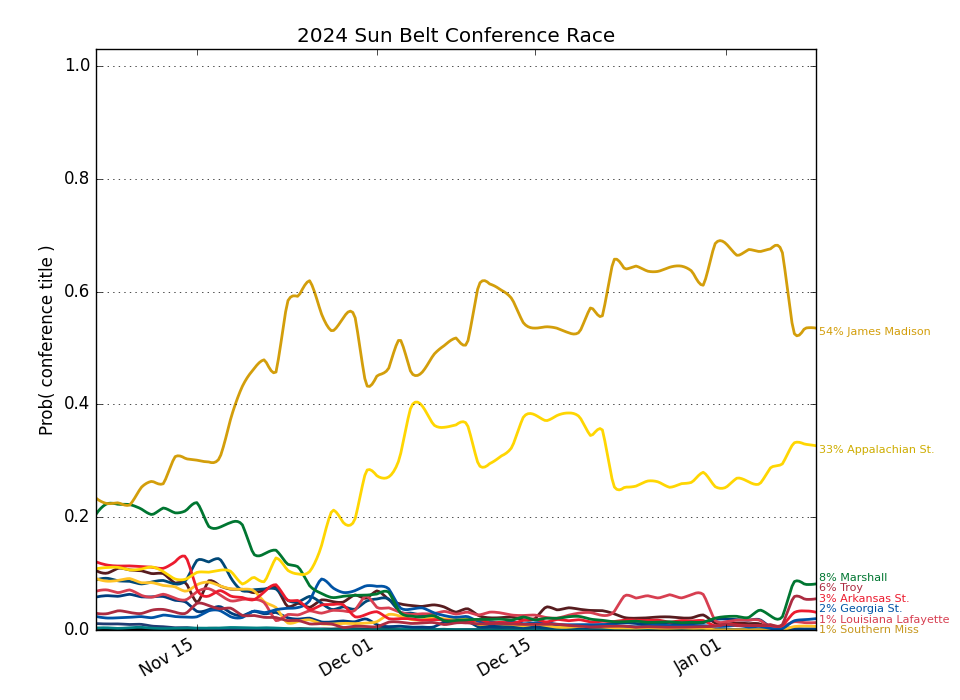 2024 Sun Belt Conference Race
Prob( conference title )
1.0
0.8
0.6
0.4
0.2
0.0
Nov 15
Dec 01
Dec 15
Jan 01
54% James Madison
33% Appalachian St.
8% Marshall
6% Troy
3% Arkansas St.
2% Georgia St.
1% Louisiana Lafayette
1% Southern Miss